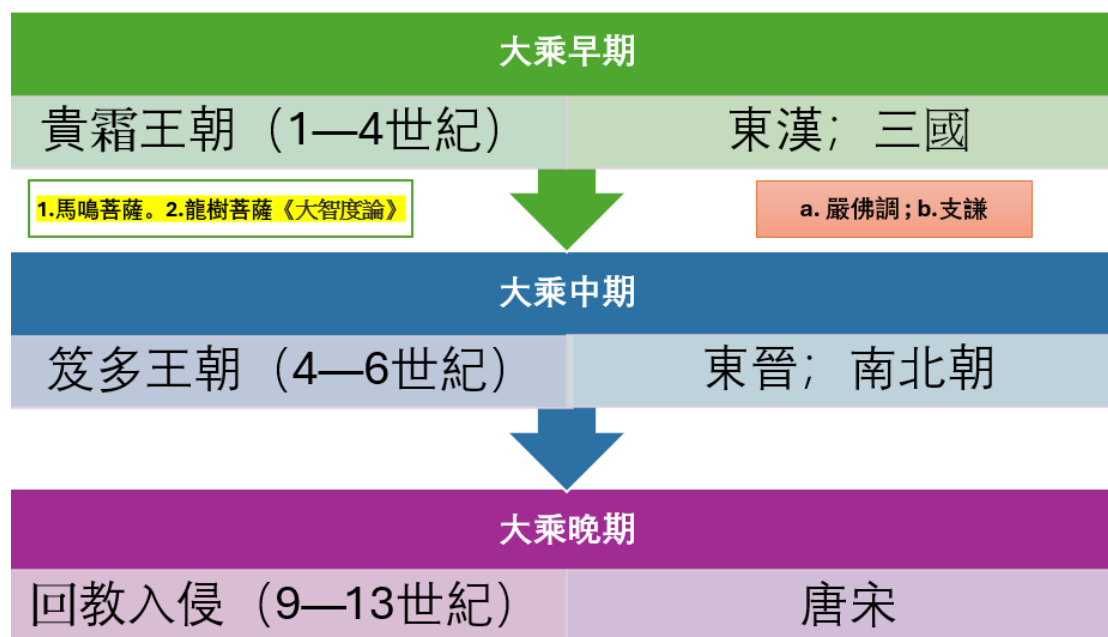 大乘早期
貴霜王朝（1—4世紀）
東漢；三國
1.馬鳴菩薩。2.龍樹菩薩《大智度論》
a. 嚴佛調；b.支謙
大乘中期
笈多王朝（4—6世紀）
東晉；南北朝
大乘晚期
回教入侵（9—13世紀）
唐宋